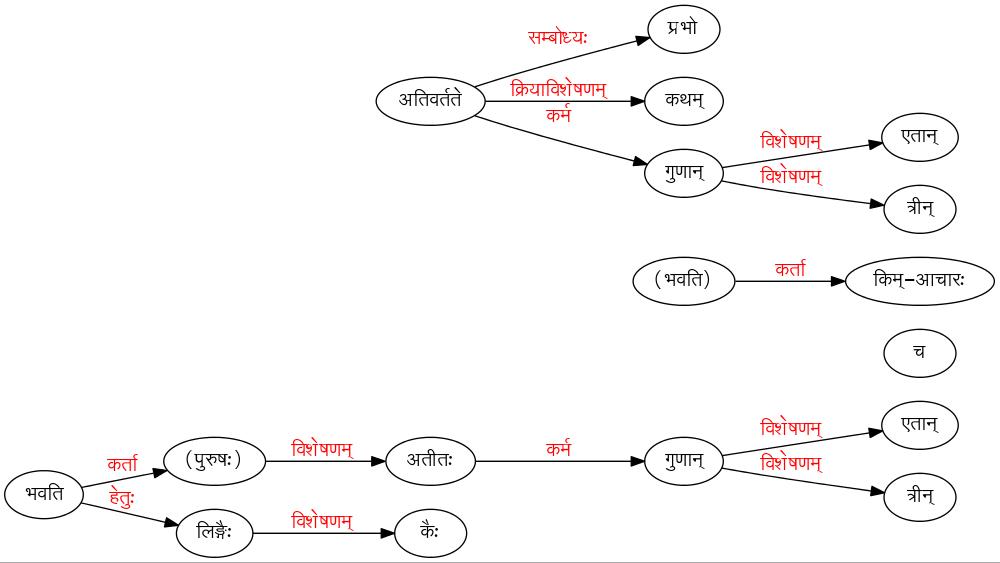 सम्बोध्यः
प्रभो
अतिवर्तते
क्रियाविशेषणम्
कथम्
कर्म
गुणान्
विशेषणम्
एतान्
विशेषणम्
त्रीन्
(भवति)
कर्ता
किम्-आचारः
च
भवति
कर्ता
(पुरुषः)
विशेषणम्
अतीतः
कर्म
गुणान्
विशेषणम्
एतान्
विशेषणम्
त्रीन्
हेतुः
लिङ्गैः
विशेषणम्
कैः